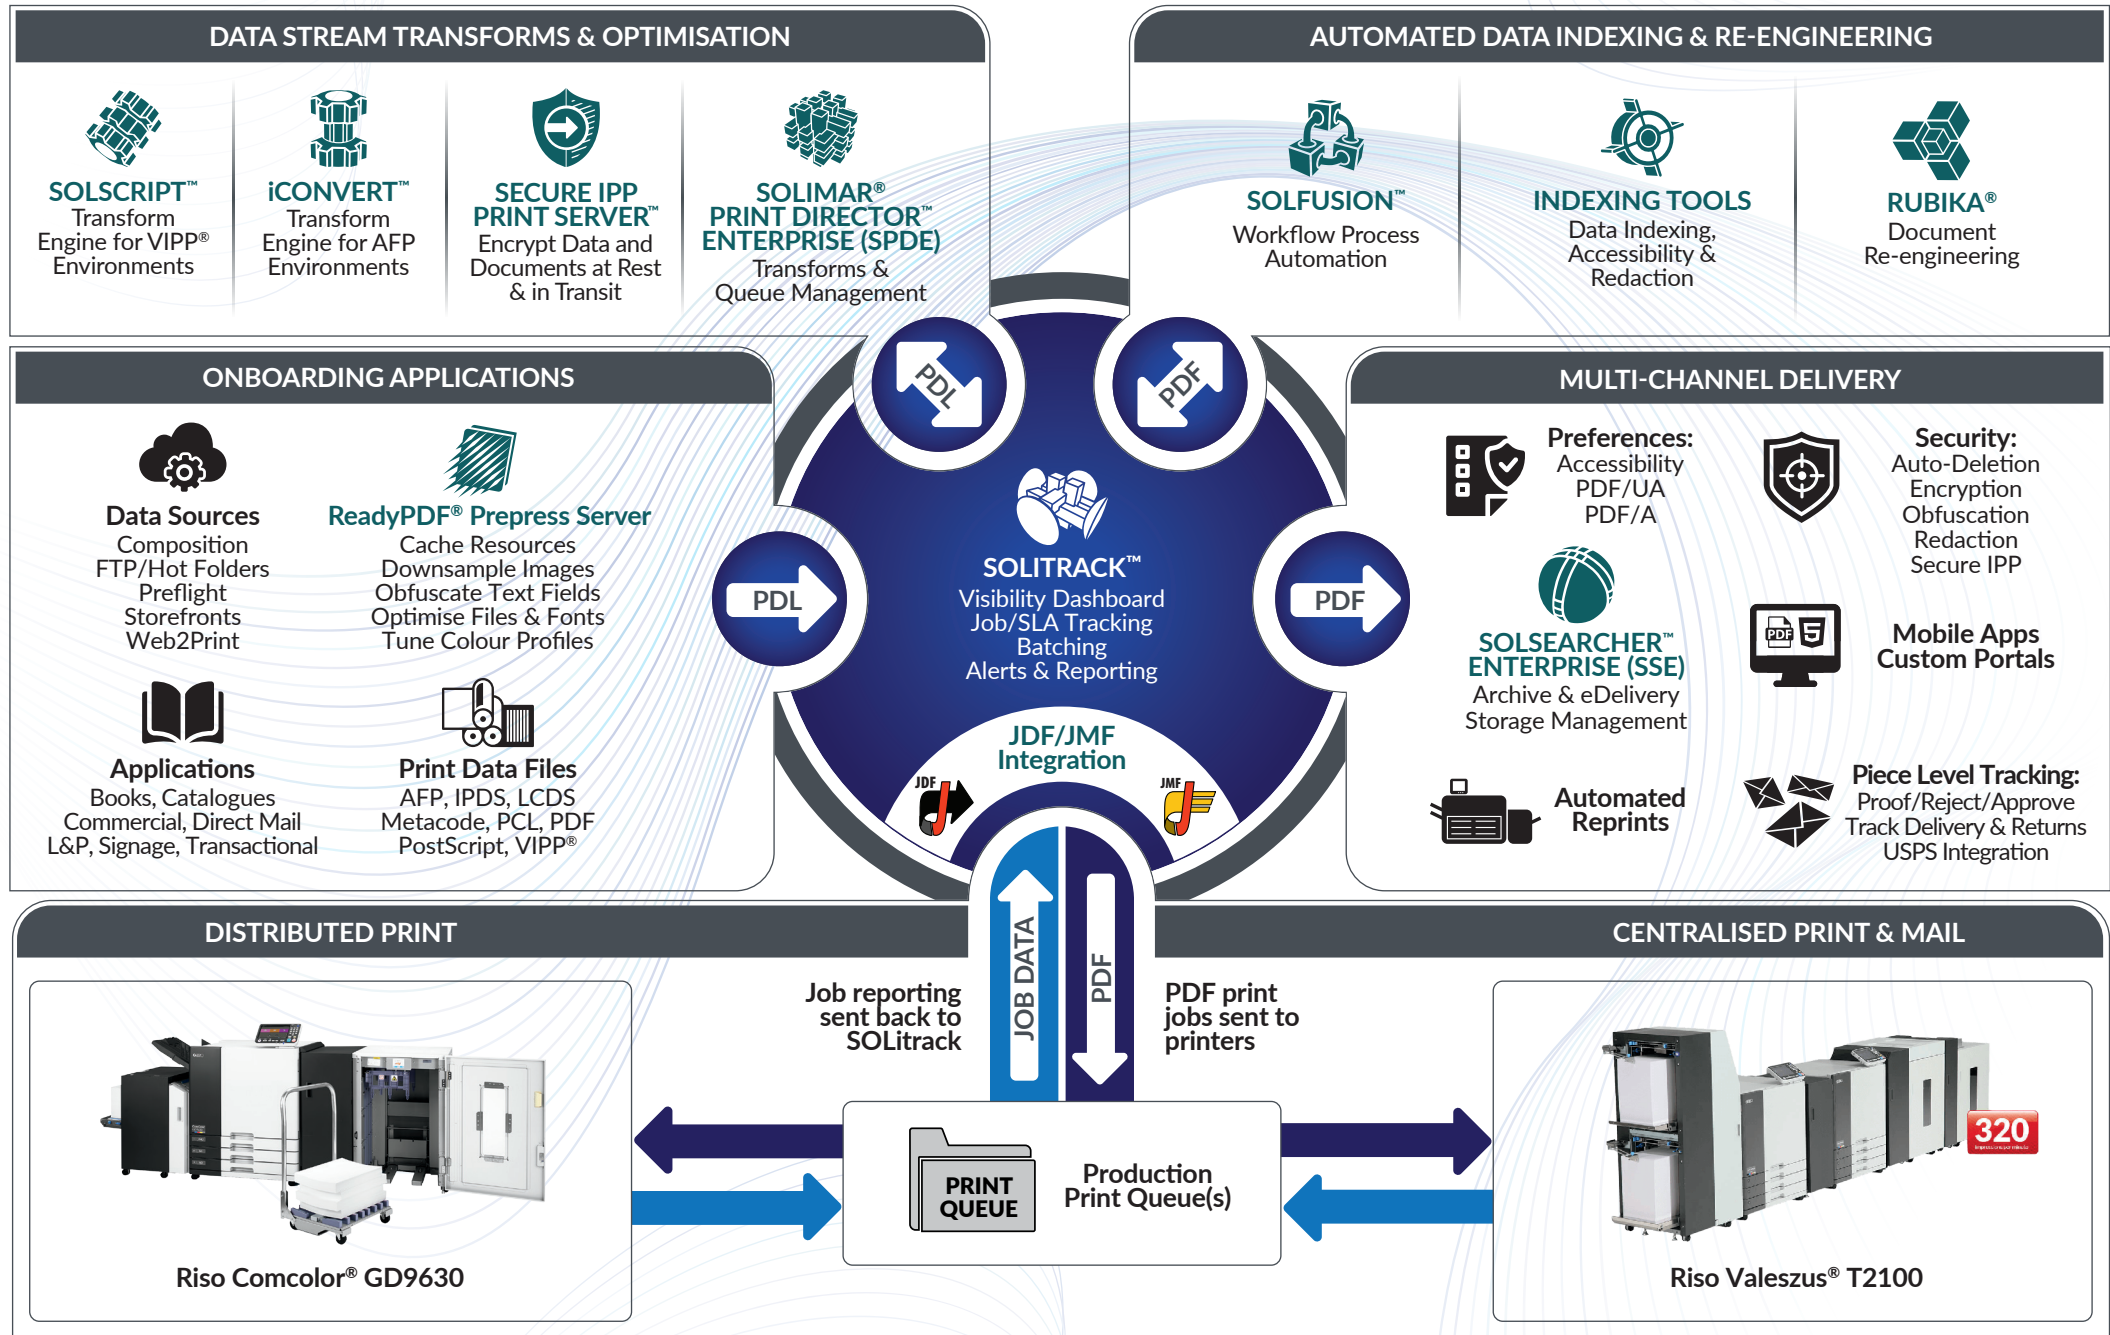 DATA STREAM TRANSFORMS & OPTIMISATION
SOLSCRIPT™
Transform
Engine for VIPP®
Environments
iCONVERT™
Transform
Engine for AFP
Environments
SECURE IPP
PRINT SERVER™
Encrypt Data and
Documents at Rest
& in Transit
SOLIMAR®
PRINT DIRECTOR™
ENTERPRISE (SPDE)
Transforms &
Queue Management
AUTOMATED DATA INDEXING & RE-ENGINEERING
SOLFUSION™
Workflow Process
Automation
INDEXING TOOLS
Data Indexing,
Accessibility &
Redaction
RUBIKA®
Document
Re-engineering
PDL
PDF
ONBOARDING APPLICATIONS
Data Sources
Composition
FTP/Hot Folders
Preflight
Storefronts
Web2Print
ReadyPDF® Prepress Server
Cache Resources
Downsample Images
Obfuscate Text Fields
Optimise Files & Fonts
Tune Colour Profiles
Applications
Books, Catalogues
Commercial, Direct Mail
L&P, Signage, Transactional
Print Data Files
AFP, IPDS, LCDS
Metacode, PCL, PDF
PostScript, VIPP®
PDL
SOLITRACK™
Visibility Dashboard
Job/SLA Tracking
Batching
Alerts & Reporting
JDF/JMF
Integration
JDF
JMF
PDF
MULTI-CHANNEL DELIVERY
Preferences:
Accessibility
PDF/UA
PDF/A
Security:
Auto-Deletion
Encryption
Obfuscation
Redaction
Secure IPP
SOLSEARCHER™
ENTERPRISE (SSE)
Archive & eDelivery
Storage Management
PDF
5
Mobile Apps
Custom Portals
Automated
Reprints
Piece Level Tracking:
Proof/Reject/Approve
Track Delivery & Returns
USPS Integration
DISTRIBUTED PRINT
CENTRALISED PRINT & MAIL
Job reporting
sent back to
SOLitrack
JOB DATA
PDF
PDF print
jobs sent to
printers
PRINT
QUEUE
Production
Print Queue(s)
Riso Comcolor® GD9630
320
Riso Valeszus® T2100